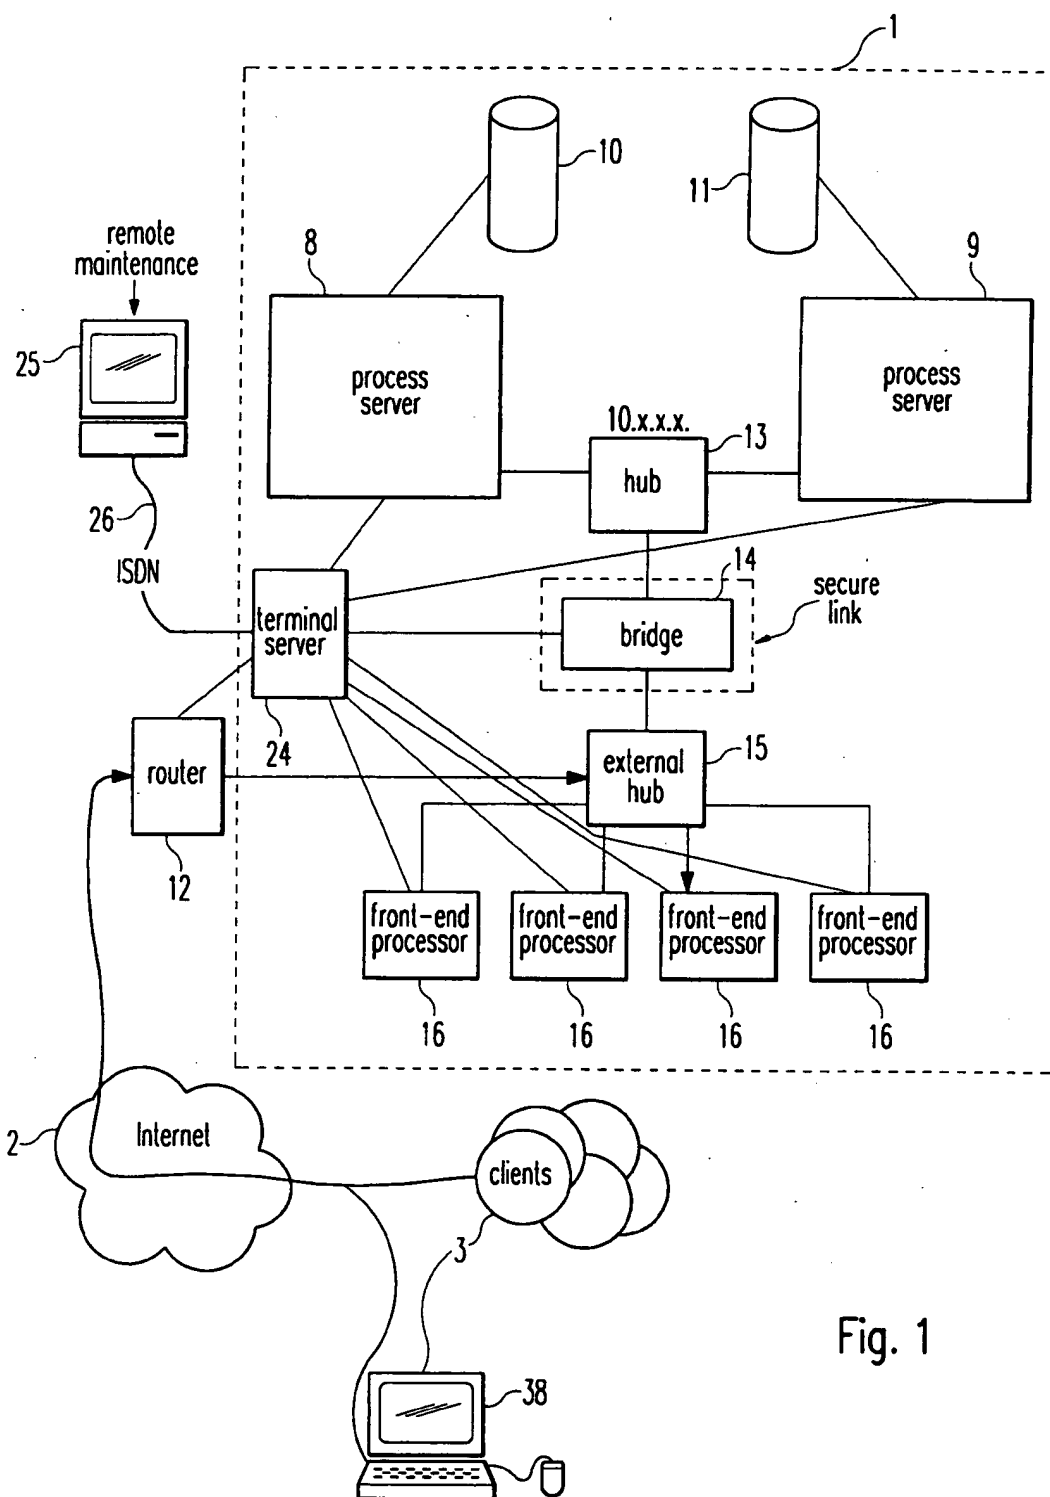 1
10
11
remote
maintenance
8
9
25
process
server
process
server
10.x.x.x.
13
hub
26
ISDN
14
secure
link
terminal
server
bridge
24
15
router
external
hub
12
front-end
processor
front-end
processor
front-end
processor
front-end
processor
16
16
16
16
2
Internet
clients
3
Fig. 1
38